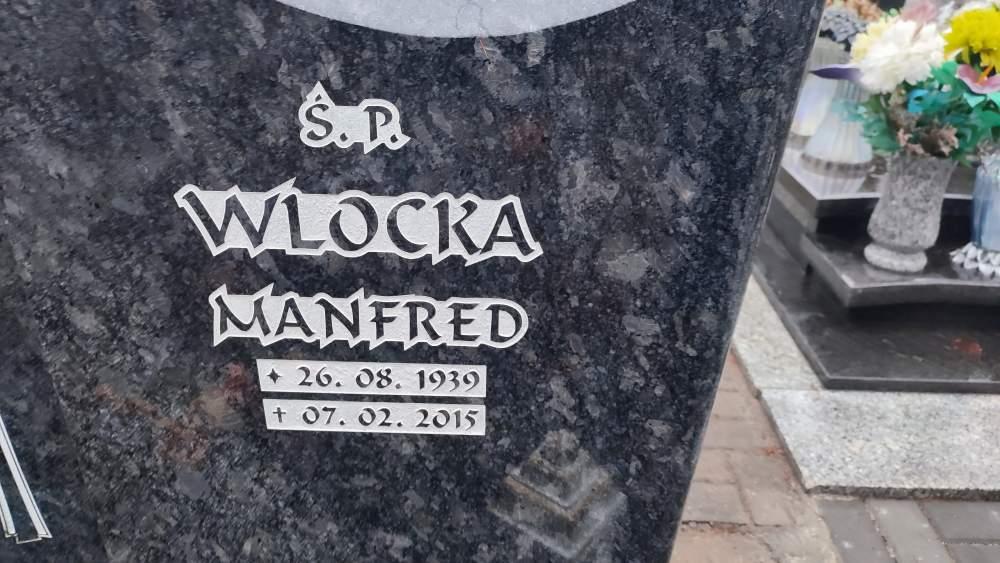 Ś. P.
WLOCKA
MANFRED
✦ 26. 08. 1939
✝ 07. 02. 2015